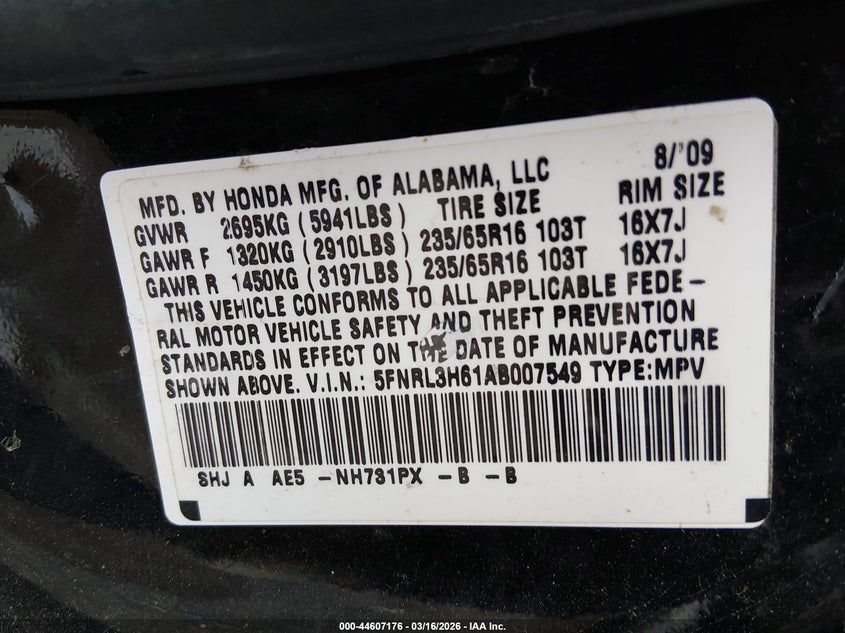 MFD. BY HONDA MFG. OF ALABAMA, LLC 8/'09
GVWR 2695KG (5941LBS) TIRE SIZE RIM SIZE
GAWR F 1320KG (2910LBS) 235/65R16 103T 16X7J
GAWR R 1450KG (3197LBS) 235/65R16 103T 16X7J
THIS VEHICLE CONFORMS TO ALL APPLICABLE FEDE-
RAL MOTOR VEHICLE SAFETY AND THEFT PREVENTION
STANDARDS IN EFFECT ON THE DATE OF MANUFACTURE
SHOWN ABOVE. V.I.N.: 5FNRL3H61AB007549 TYPE:MPV
SHJ A AE5 -NH731PX -B -B
000-44607176 - 03/16/2026 - IAA Inc.